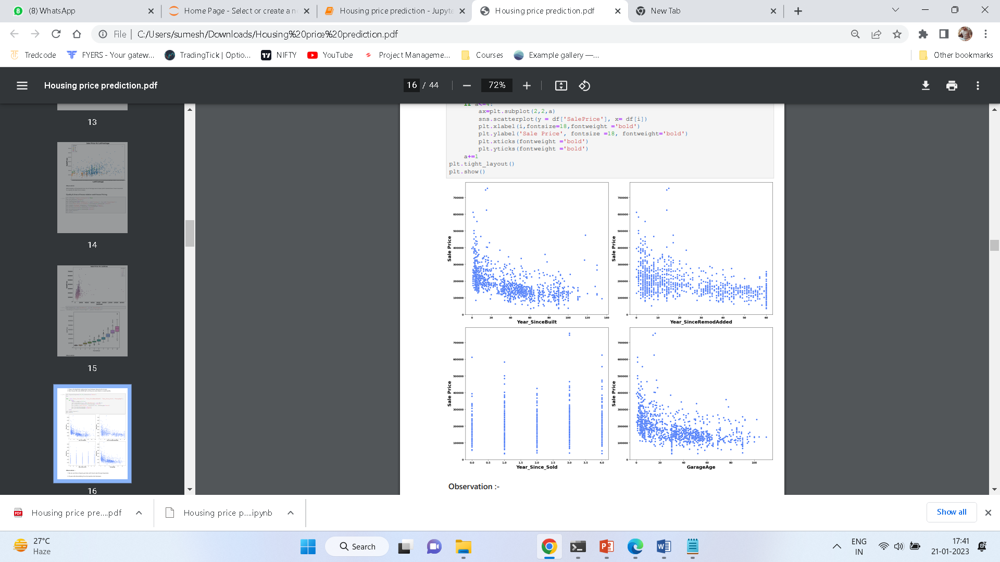 (8) WhatsApp
Home Page - Select or create a n
Housing price prediction - Jupyte
Housing price prediction.pdf
New Tab
File | C:/Users/sumesh/Downloads/Housing%20price%20prediction.pdf
Tredcode
FYERS - Your gatew...
TradingTick | Optio...
NIFTY
YouTube
Project Manageme...
Courses
Example gallery —...
Other bookmarks
Housing price prediction.pdf
16 / 44
72%
13
14
15
16
if a<=4:
ax=plt.subplot(2,2,a)
sns.scatterplot(y = df['SalePrice'], x= df[i])
plt.xlabel(i,fontsize=18,fontweight ='bold')
plt.ylabel('Sale Price', fontsize =18, fontweight='bold')
plt.xticks(fontweight ='bold')
plt.yticks(fontweight ='bold')
a+=1
plt.tight_layout()
plt.show()
700000
600000
500000
400000
300000
200000
100000
0
Sale Price
0 20 40 60 80 100 120 140
Year_SinceBuilt
700000
600000
500000
400000
300000
200000
100000
0
Sale Price
0 10 20 30 40 50 60
Year_SinceRemodAdded
700000
600000
500000
400000
300000
200000
100000
0
Sale Price
0.0 0.5 1.0 1.5 2.0 2.5 3.0 3.5 4.0
Year_Since_Sold
700000
600000
500000
400000
300000
200000
100000
0
Sale Price
0 20 40 60 80 100
GarageAge
Observation :-
Housing price pre....pdf
Housing price p....ipynb
Show all
27°C
Haze
Search
ENG
IN
17:41
21-01-2023